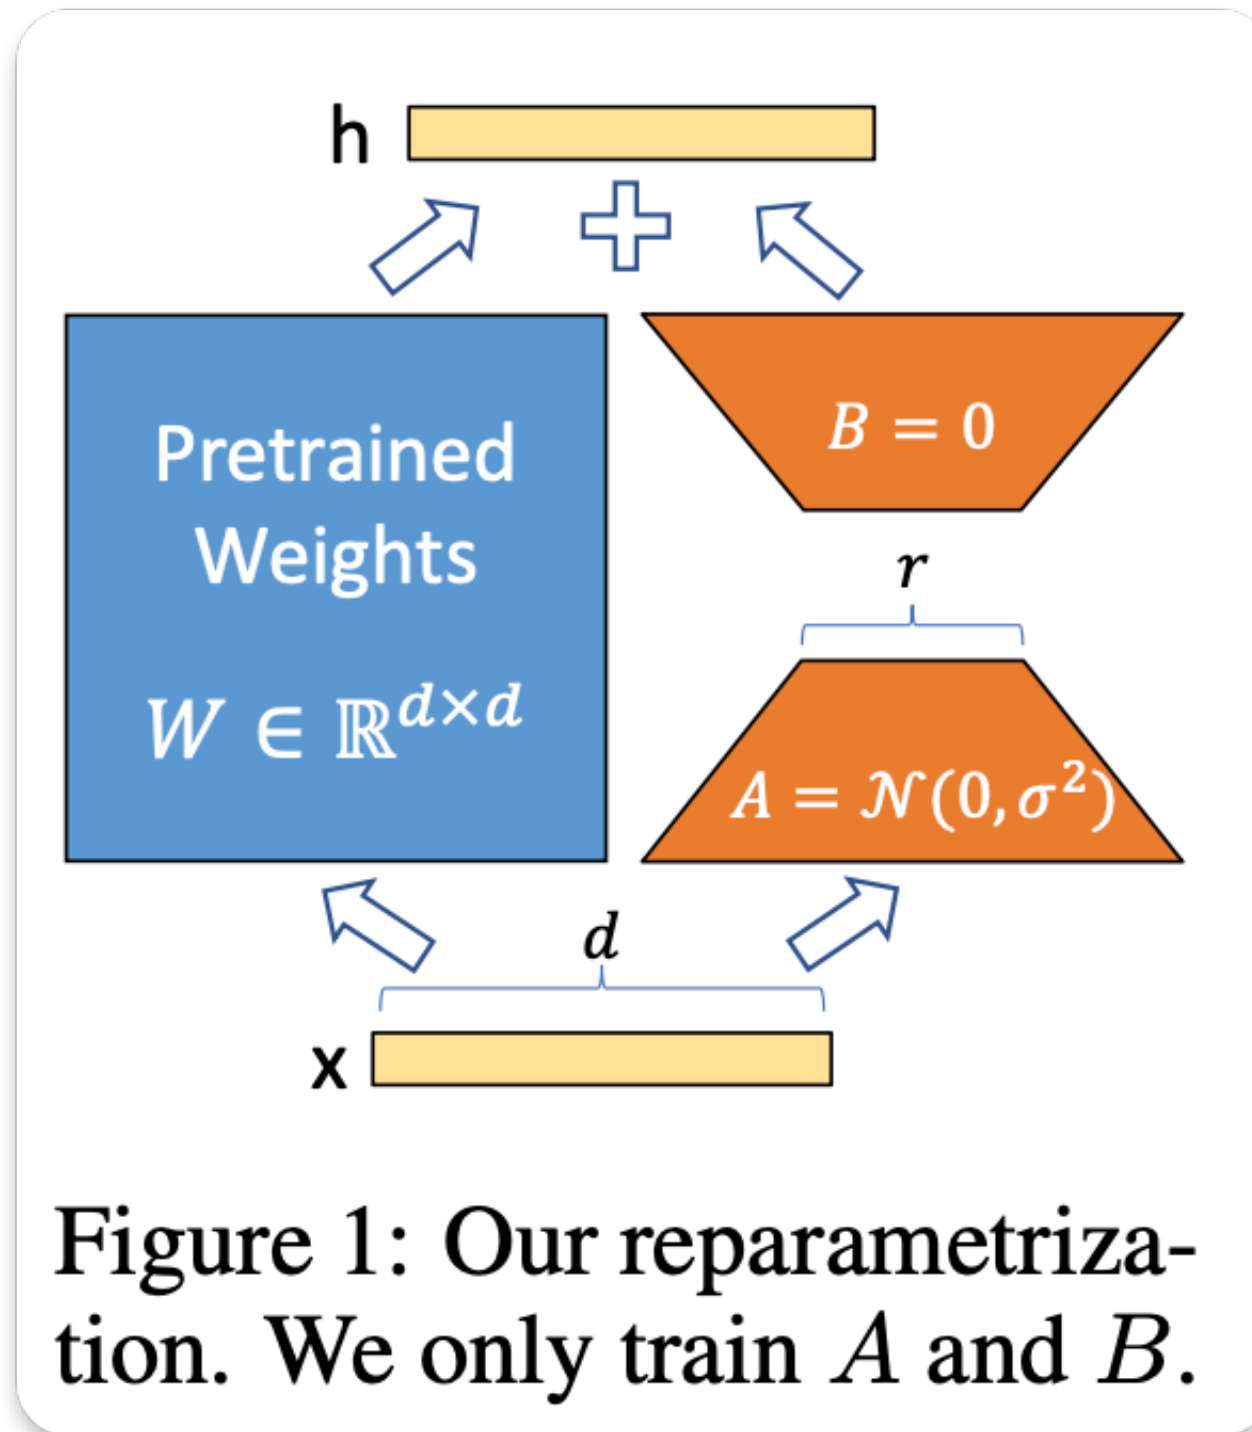 h
Pretrained
Weights
W ∈ ℝ^{d×d}
B = 0
r
A = 𝒩(0, σ²)
d
x
Figure 1: Our reparametriza-
tion. We only train A and B.